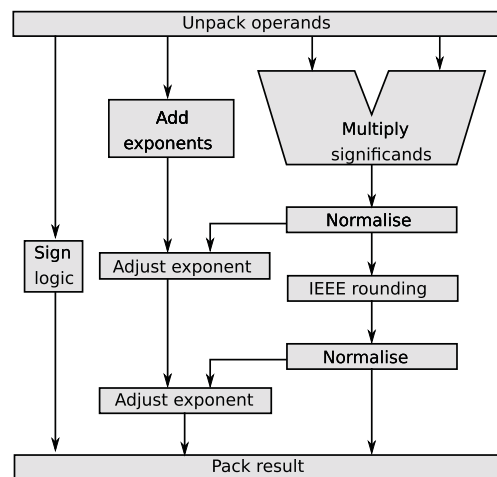 Unpack operands
Add
exponents
Multiply
significands
Normalise
Sign
logic
Adjust exponent
IEEE rounding
Normalise
Adjust exponent
Pack result